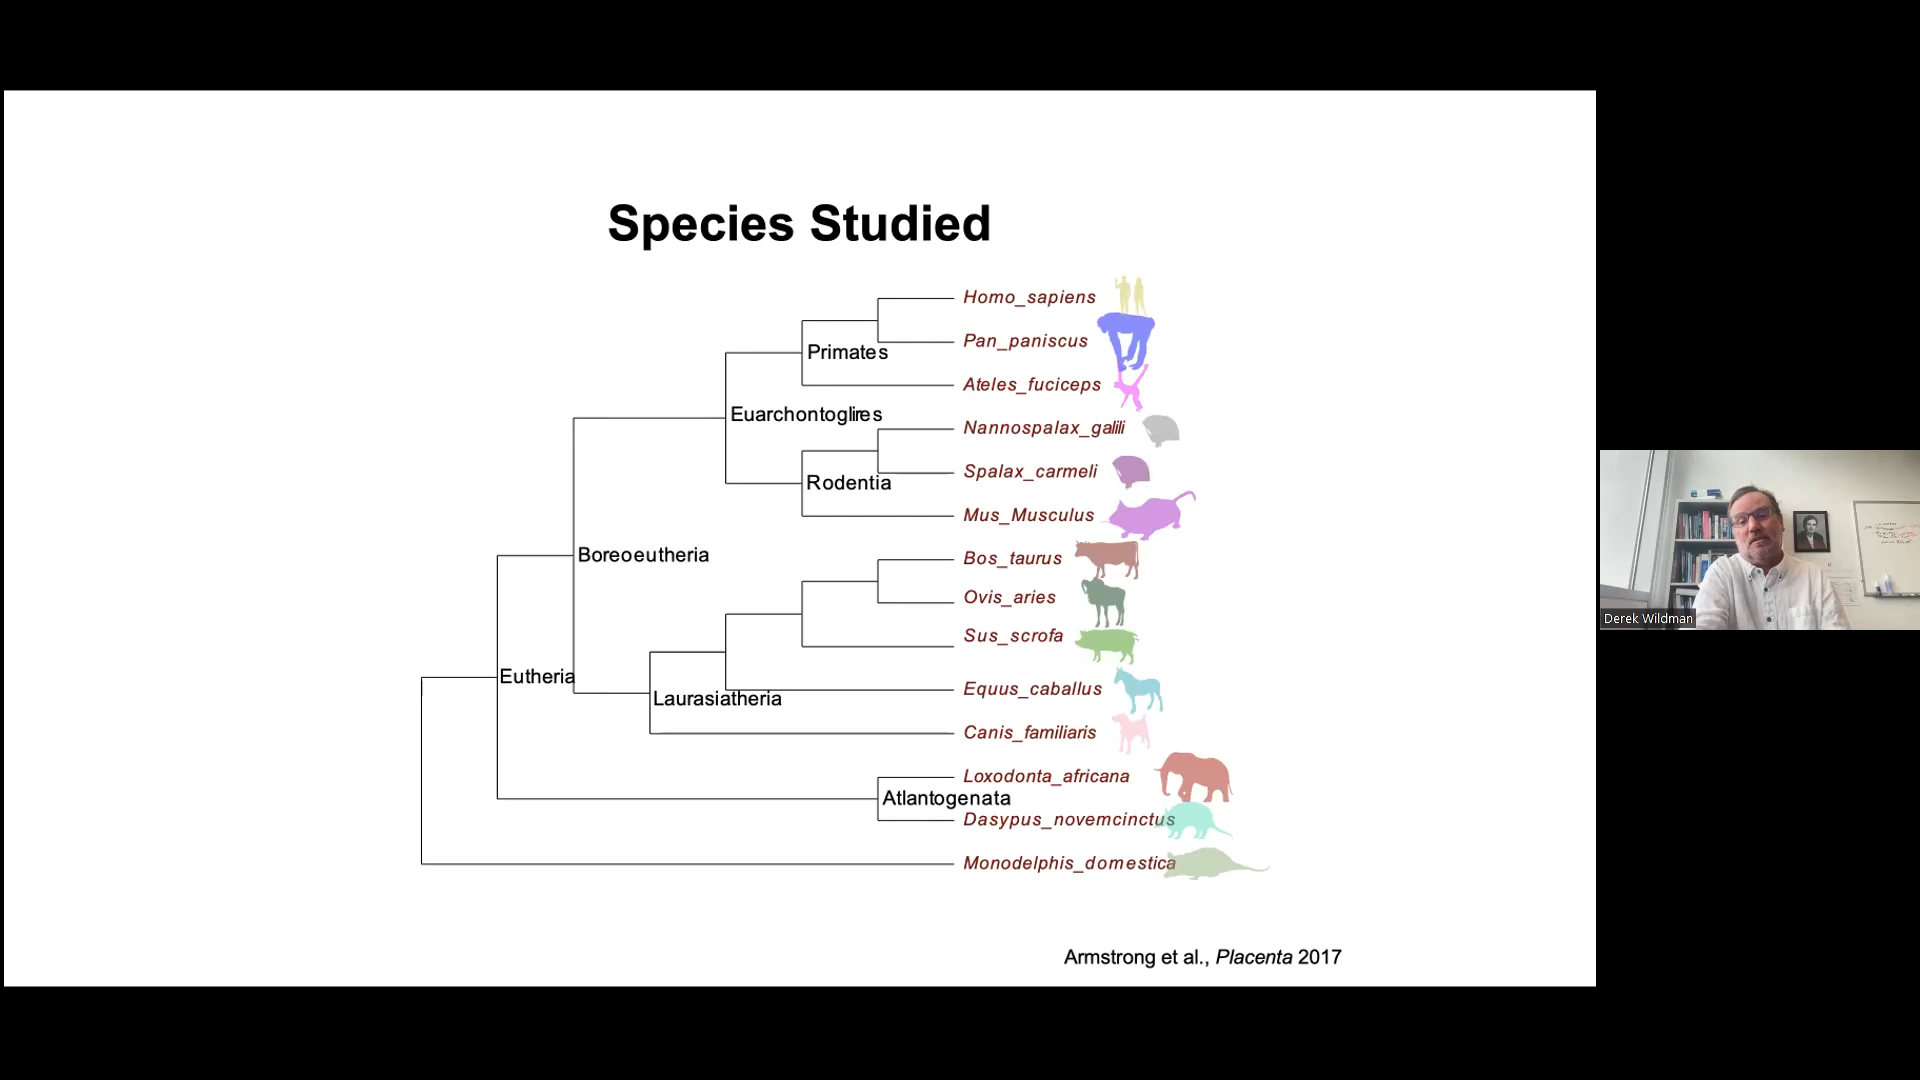 Species Studied
Homo_sapiens
Pan_paniscus
Primates
Ateles_fuciceps
Euarchontoglires
Nannospalax_galili
Spalax_carmeli
Rodentia
Mus_Musculus
Boreoeutheria
Bos_taurus
Ovis_aries
Sus_scrofa
Eutheria
Laurasiatheria
Equus_caballus
Canis_familiaris
Loxodonta_africana
Atlantogenata
Dasypus_novemcinctus
Monodelphis_domestica
Armstrong et al., Placenta 2017
Derek Wildman